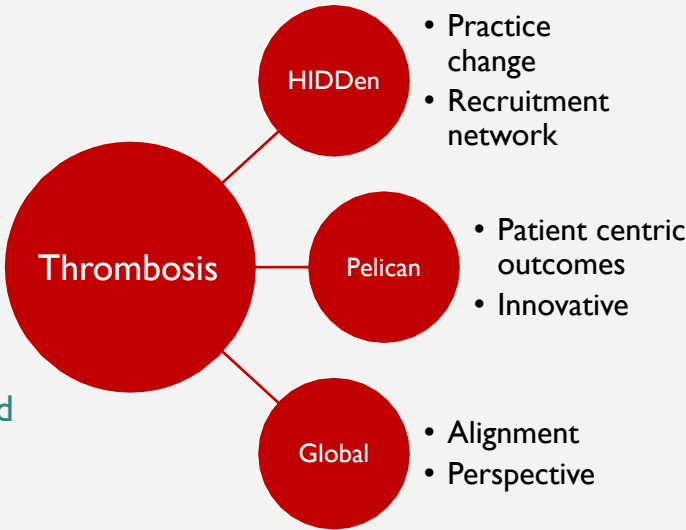 HIDDen
• Practice
change
• Recruitment
network
Thrombosis
Pelican
• Patient centric
outcomes
• Innovative
d
Global
• Alignment
• Perspective